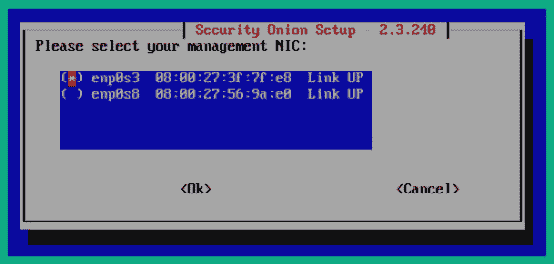 Security Onion Setup - 2.3.240
Please select your management NIC:
(*) enp0s3 08:00:27:3f:7f:e8 Link UP
( ) enp0s8 08:00:27:56:9a:e0 Link UP
<Ok> <Cancel>